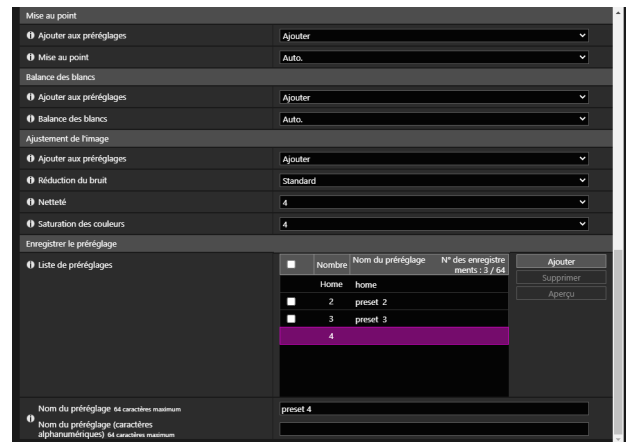 Mise au point
Ajouter aux préréglages Ajouter
Mise au point Auto.
Balance des blancs
Ajouter aux préréglages Ajouter
Balance des blancs Auto.
Ajustement de l'image
Ajouter aux préréglages Ajouter
Réduction du bruit Standard
Netteté 4
Saturation des couleurs 4
Enregistrer le préréglage
Liste de préréglages
Nombre Nom du préréglage N° des enregistre
ments : 3 / 64
Home home
2 preset 2
3 preset 3
4
Ajouter
Supprimer
Aperçu
Nom du préréglage 64 caractères maximum preset 4
Nom du préréglage (caractères
alphanumériques) 64 caractères maximum